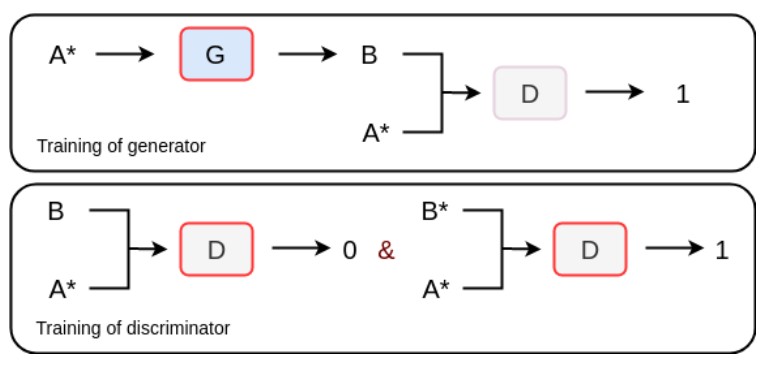 A* G B
D 1
A*
Training of generator
B B*
D 0 & D 1
A* A*
Training of discriminator